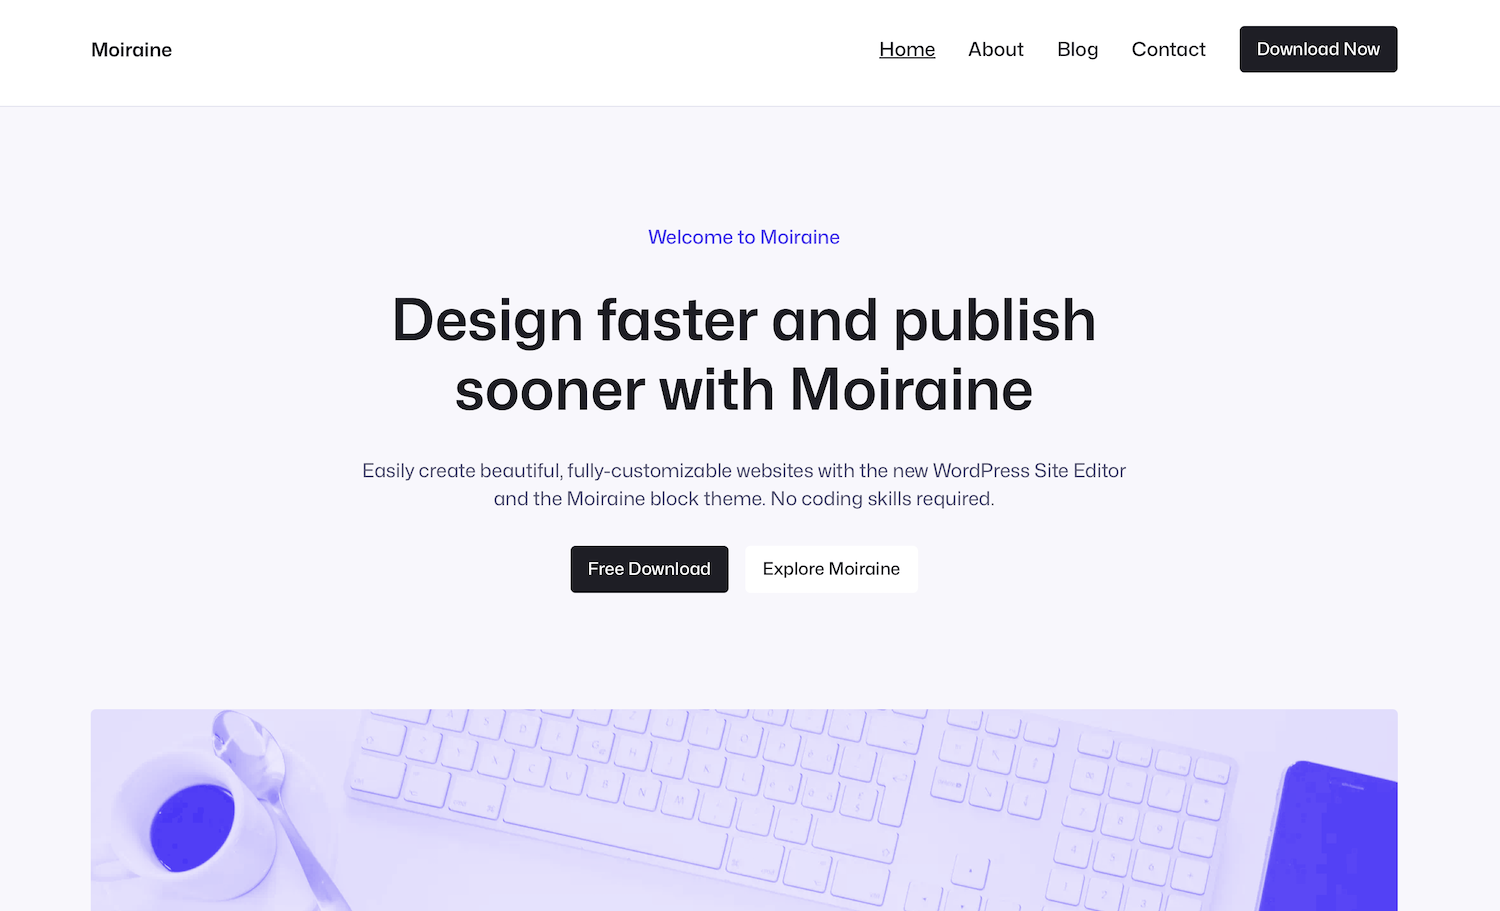 Moiraine
Home About Blog Contact Download Now
Welcome to Moiraine
Design faster and publish
sooner with Moiraine
Easily create beautiful, fully-customizable websites with the new WordPress Site Editor
and the Moiraine block theme. No coding skills required.
Free Download Explore Moiraine